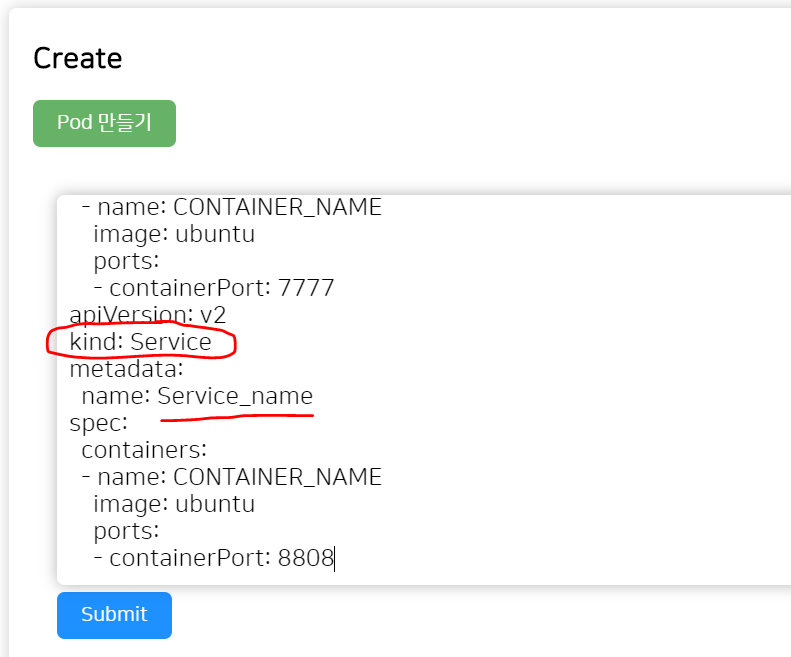 Create
Pod 만들기
- name: CONTAINER_NAME
image: ubuntu
ports:
- containerPort: 7777
apiVersion: v2
kind: Service
metadata:
name: Service_name
spec:
containers:
- name: CONTAINER_NAME
image: ubuntu
ports:
- containerPort: 8808
Submit